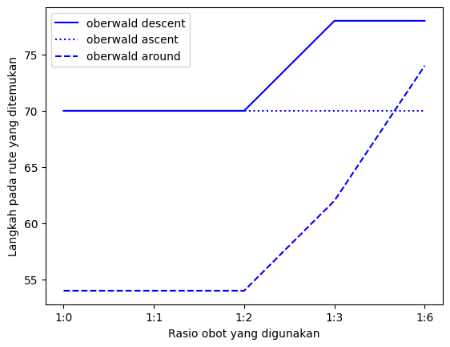 oberwald descent
oberwald ascent
oberwald around
Langkah pada rute yang ditemukan
75
70
65
60
55
1:0
1:1
1:2
1:3
1:6
Rasio obot yang digunakan